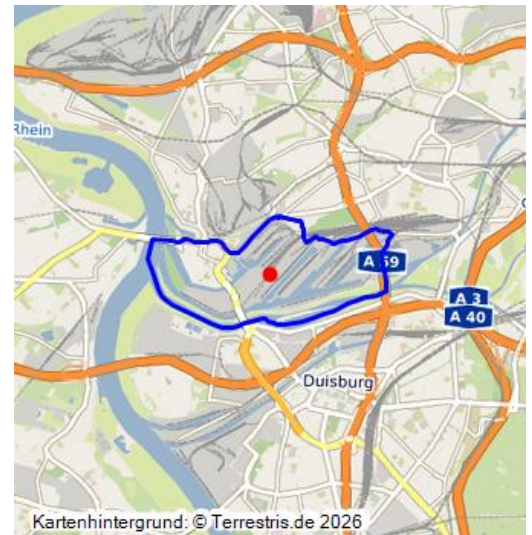 Rhein
A 59
A 3
A 40
Duisburg
Kartenhintergrund: © Terrestris.de 2026